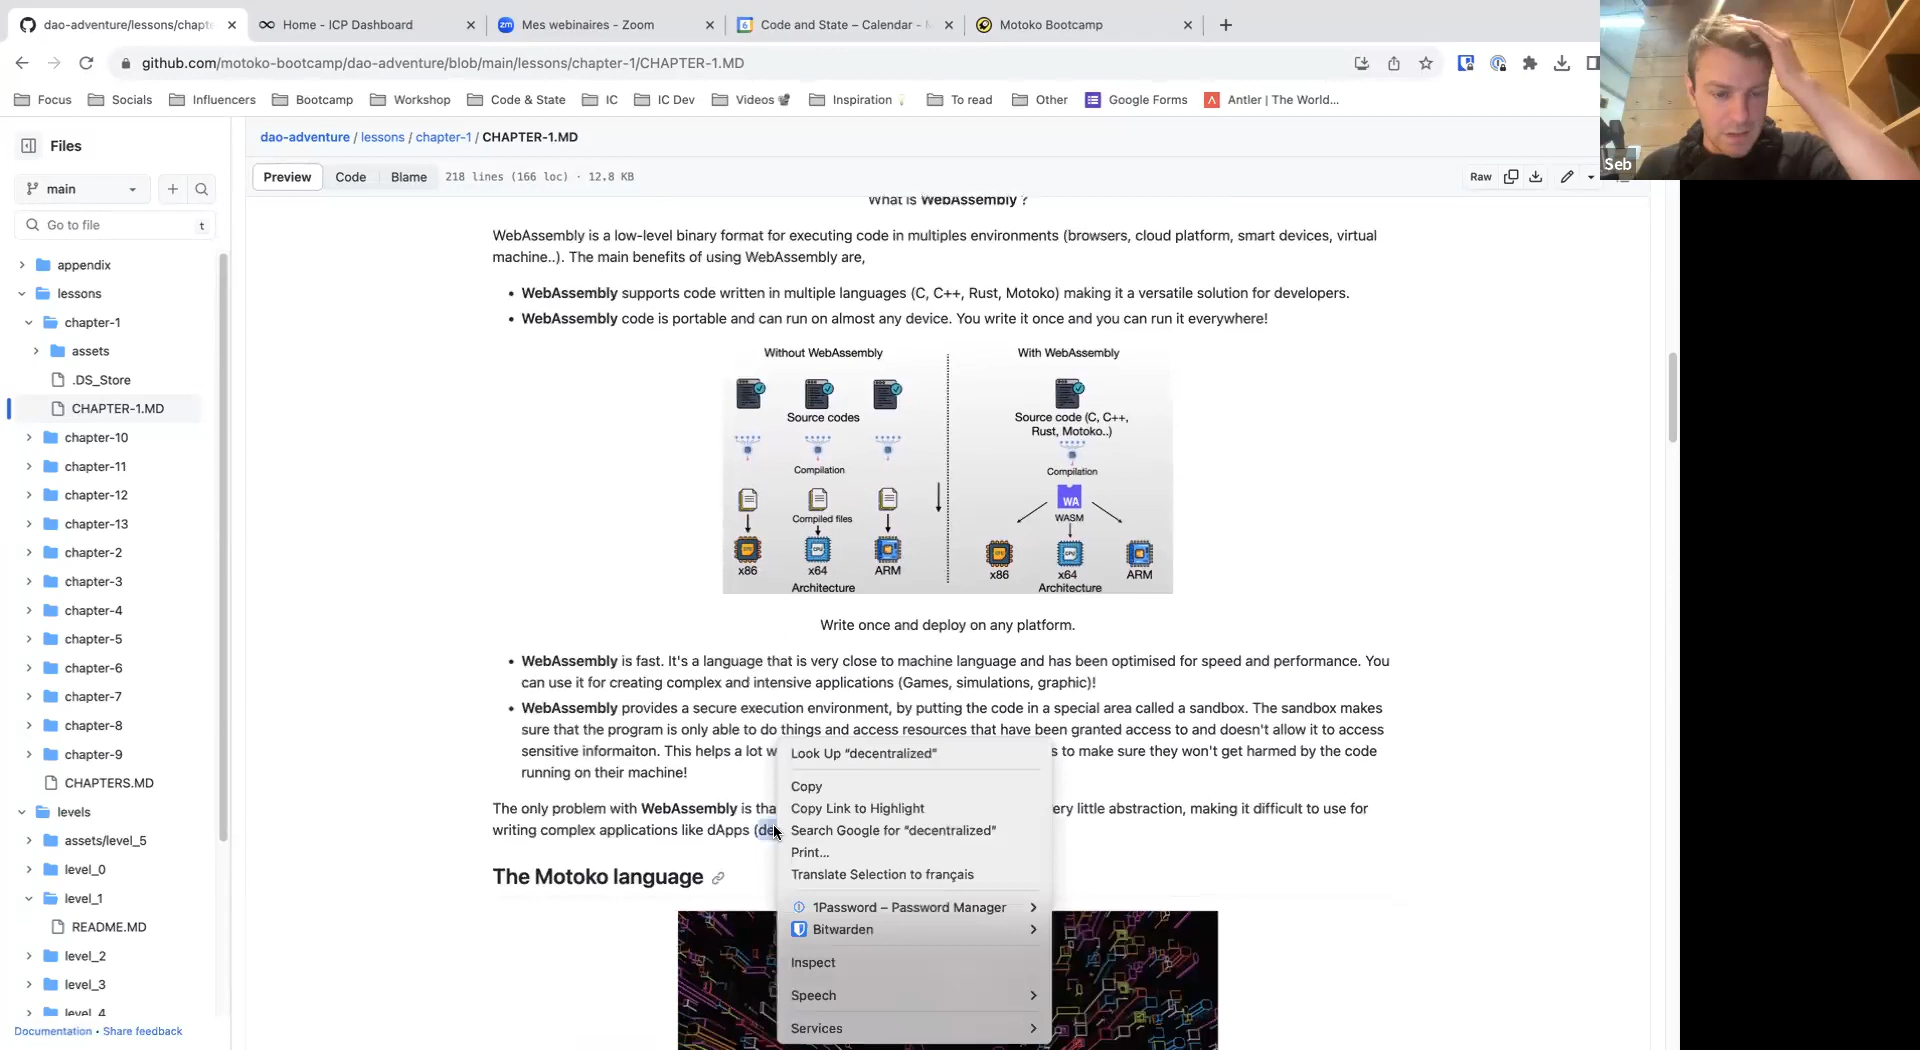 dao-adventure/lessons/chapte
Home - ICP Dashboard
Mes webinaires - Zoom
Code and State – Calendar -
Motoko Bootcamp
github.com/motoko-bootcamp/dao-adventure/blob/main/lessons/chapter-1/CHAPTER-1.MD
Focus
Socials
Influencers
Bootcamp
Workshop
Code & State
IC
IC Dev
Videos
Inspiration
To read
Other
Google Forms
Antler | The World...
Seb
Files
main
Go to file
t
appendix
lessons
chapter-1
assets
.DS_Store
CHAPTER-1.MD
chapter-10
chapter-11
chapter-12
chapter-13
chapter-2
chapter-3
chapter-4
chapter-5
chapter-6
chapter-7
chapter-8
chapter-9
CHAPTERS.MD
levels
assets/level_5
level_0
level_1
README.MD
level_2
level_3
level_4
Documentation • Share feedback
dao-adventure / lessons / chapter-1 / CHAPTER-1.MD
Preview
Code
Blame
218 lines (166 loc) · 12.8 KB
Raw
What is WebAssembly ?
WebAssembly is a low-level binary format for executing code in multiples environments (browsers, cloud platform, smart devices, virtual
machine..). The main benefits of using WebAssembly are,
• WebAssembly supports code written in multiple languages (C, C++, Rust, Motoko) making it a versatile solution for developers.
• WebAssembly code is portable and can run on almost any device. You write it once and you can run it everywhere!
Without WebAssembly
Source codes
Compilation
Compiled files
CPU
x86
x64
ARM
Architecture
With WebAssembly
Source code (C, C++,
Rust, Motoko..)
Compilation
WA
WASM
CPU
x86
x64
ARM
Architecture
Write once and deploy on any platform.
• WebAssembly is fast. It's a language that is very close to machine language and has been optimised for speed and performance. You
can use it for creating complex and intensive applications (Games, simulations, graphic)!
• WebAssembly provides a secure execution environment, by putting the code in a special area called a sandbox. The sandbox makes
sure that the program is only able to do things and access resources that have been granted access to and doesn't allow it to access
sensitive informaiton. This helps a lot w s to make sure they won't get harmed by the code
running on their machine!
The only problem with WebAssembly is tha ery little abstraction, making it difficult to use for
writing complex applications like dApps (de
The Motoko language
Look Up “decentralized”
Copy
Copy Link to Highlight
Search Google for “decentralized”
Print...
Translate Selection to français
1Password – Password Manager
Bitwarden
Inspect
Speech
Services